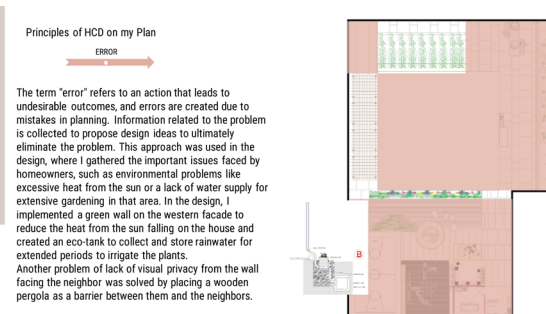 Principles of HCD on my Plan
ERROR
The term "error" refers to an action that leads to
undesirable outcomes, and errors are created due to
mistakes in planning. Information related to the problem
is collected to propose design ideas to ultimately
eliminate the problem. This approach was used in the
design, where I gathered the important issues faced by
homeowners, such as environmental problems like
excessive heat from the sun or a lack of water supply for
extensive gardening in that area. In the design, I
implemented a green wall on the western facade to
reduce the heat from the sun falling on the house and
created an eco-tank to collect and store rainwater for
extended periods to irrigate the plants.
Another problem of lack of visual privacy from the wall
facing the neighbor was solved by placing a wooden
pergola as a barrier between them and the neighbors.
B